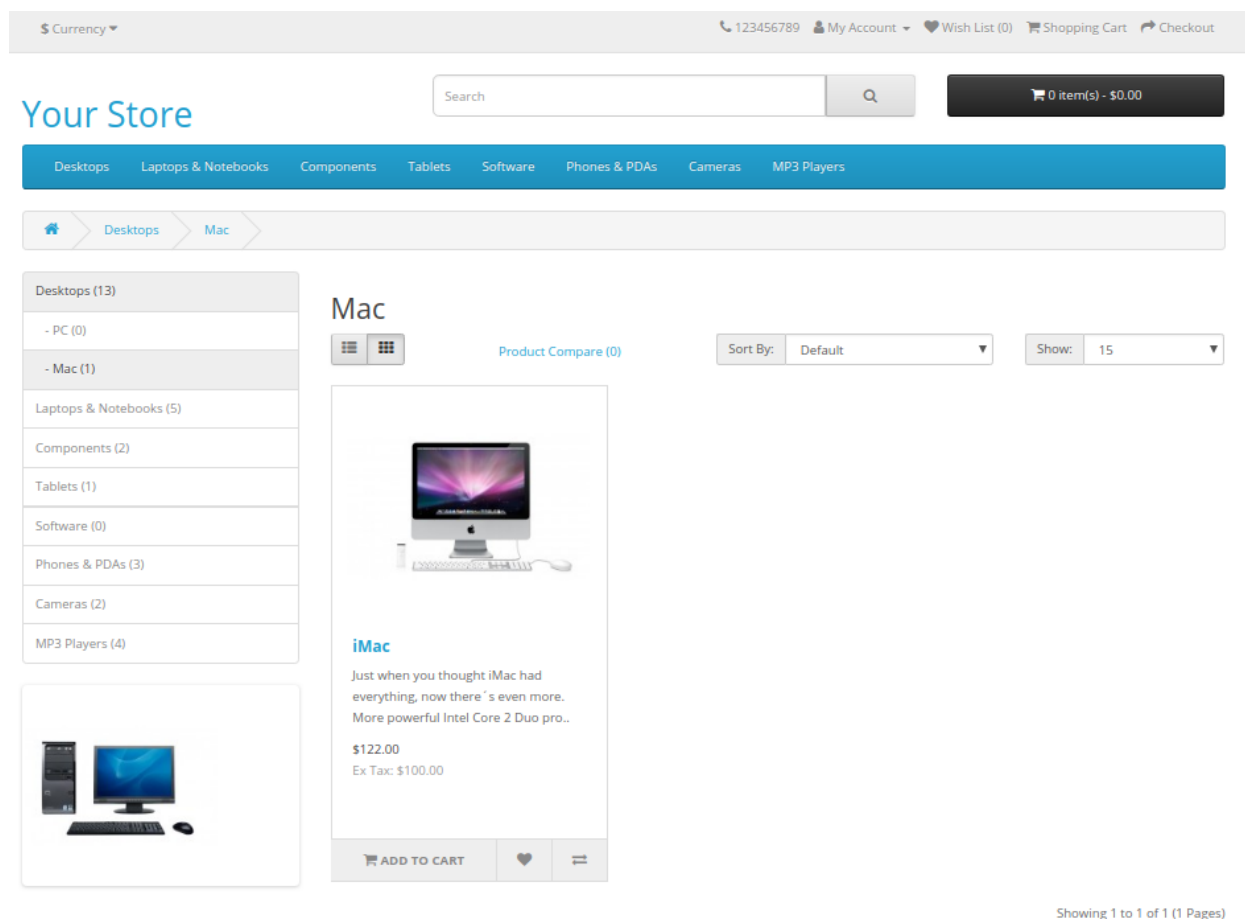 $ Currency
123456789 My Account Wish List (0) Shopping Cart Checkout
Your Store
Search
0 item(s) - $0.00
Desktops Laptops & Notebooks Components Tablets Software Phones & PDAs Cameras MP3 Players
Desktops Mac
Desktops (13)
- PC (0)
- Mac (1)
Laptops & Notebooks (5)
Components (2)
Tablets (1)
Software (0)
Phones & PDAs (3)
Cameras (2)
MP3 Players (4)
Mac
Product Compare (0)
Sort By: Default
Show: 15
iMac
Just when you thought iMac had
everything, now there´s even more.
More powerful Intel Core 2 Duo pro..
$122.00
Ex Tax: $100.00
ADD TO CART
Showing 1 to 1 of 1 (1 Pages)